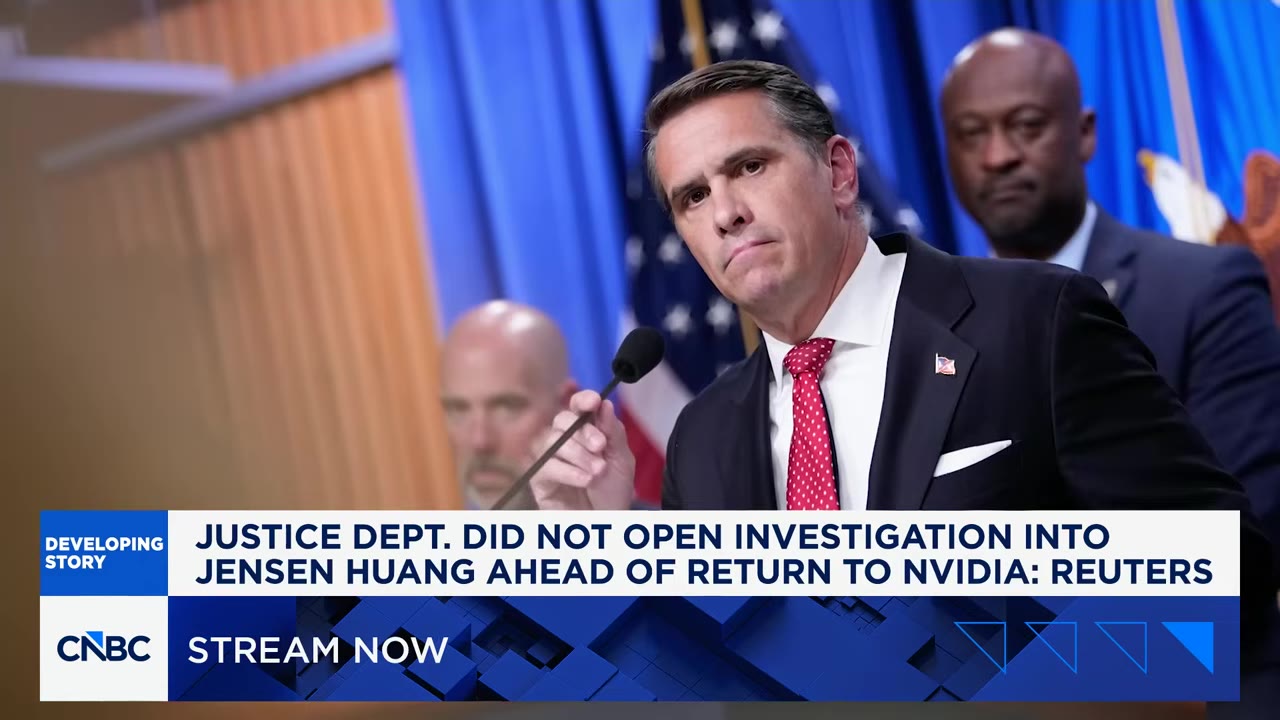 DEVELOPING
STORY
JUSTICE DEPT. DID NOT OPEN INVESTIGATION INTO
JENSEN HUANG AHEAD OF RETURN TO NVIDIA: REUTERS
CNBC
STREAM NOW